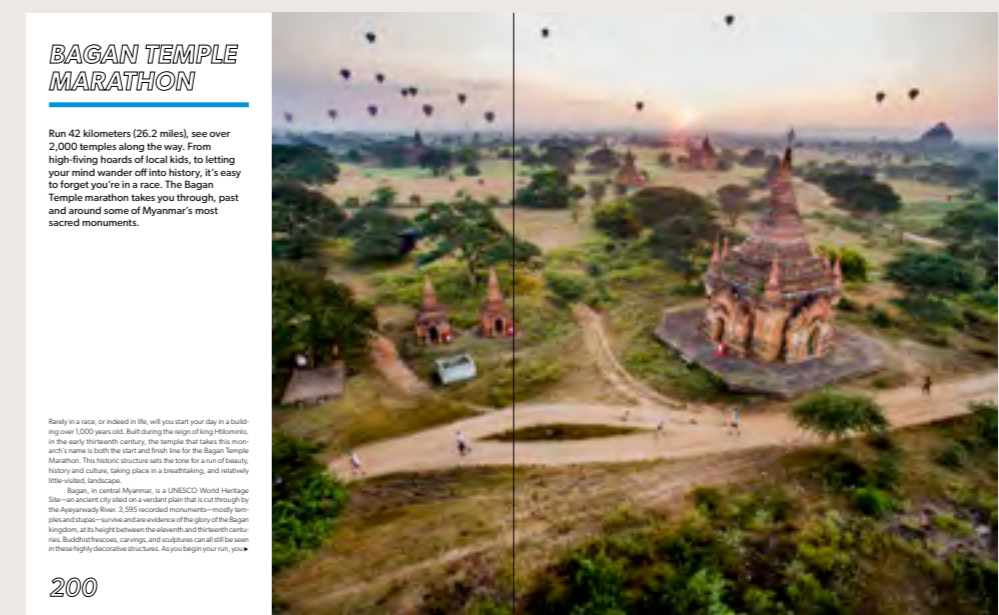 BAGAN TEMPLE
MARATHON
Run 42 kilometers (26.2 miles), see over
2,000 temples along the way. From
high-fiving hoards of local kids, to letting
your mind wander off into history, it's easy
to forget you're in a race. The Bagan
Temple marathon takes you through, past
and around some of Myanmar's most
sacred monuments.
Rarely in a race, or indeed in life, will you start your day in a build-
ing over 1,000 years old. Built during the reign of king Htilominlo,
in the early thirteenth century, the temple that takes this mon-
arch's name is both the start and finish line for the Bagan Temple
Marathon. This historic structure sets the tone for a run of beauty,
history and culture, taking place in a breathtaking, and relatively
little-visited, landscape.
Bagan, in central Myanmar, is a UNESCO World Heritage
Site—an ancient city sited on a verdant plain that is cut through by
the Ayeyarwady River. 3,595 recorded monuments—mostly tem-
ples and stupas—survive and are evidence of the glory of the Bagan
kingdom, at its height between the eleventh and thirteenth centu-
ries. Buddhist frescoes, carvings, and sculptures can all still be seen
in these highly decorative structures. As you begin your run, you ▶
200